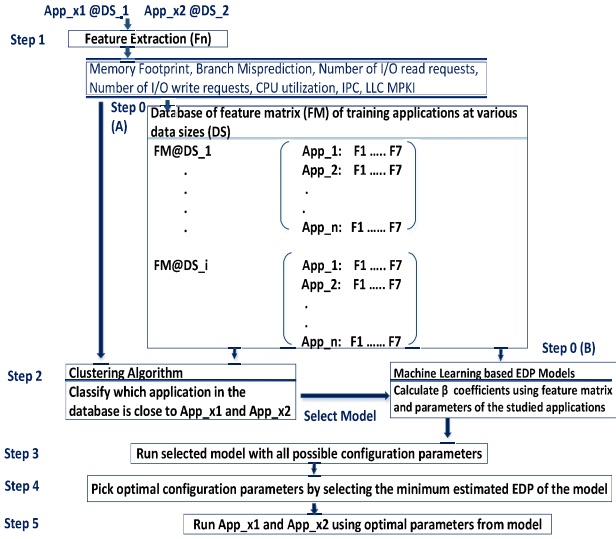 App_x1 @DS_1 App_x2 @DS_2
Step 1
Feature Extraction (Fn)
Memory Footprint, Branch Misprediction, Number of I/O read requests,
Number of I/O write requests, CPU utilization, IPC, LLC MPKI
Step 0
(A)
Database of feature matrix (FM) of training applications at various
data sizes (DS)
FM@DS_1 App_1: F1 ..... F7
. App_2: F1 ..... F7
. .
. .
. App_n: F1 ...... F7
FM@DS_i App_1: F1 ..... F7
App_2: F1 ..... F7
.
.
App_n: F1 ...... F7
Step 0 (B)
Step 2
Clustering Algorithm
Classify which application in the
database is close to App_x1 and App_x2
Select Model
Machine Learning based EDP Models
Calculate β coefficients using feature matrix
and parameters of the studied applications
Step 3
Run selected model with all possible configuration parameters
Step 4
Pick optimal configuration parameters by selecting the minimum estimated EDP of the model
Step 5
Run App_x1 and App_x2 using optimal parameters from model